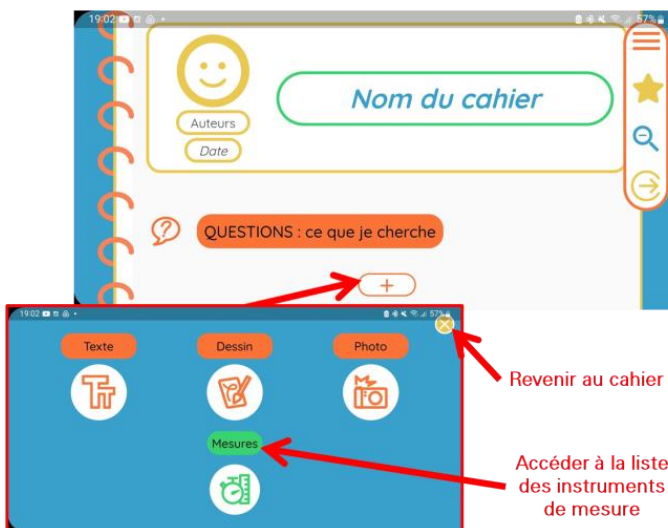 19:02
57%
Nom du cahier
Auteurs
Date
?
QUESTIONS : ce que je cherche
+
19:02
57%
Texte
Dessin
Photo
Tr
Revenir au cahier
Mesures
Accéder à la liste
des instruments
de mesure